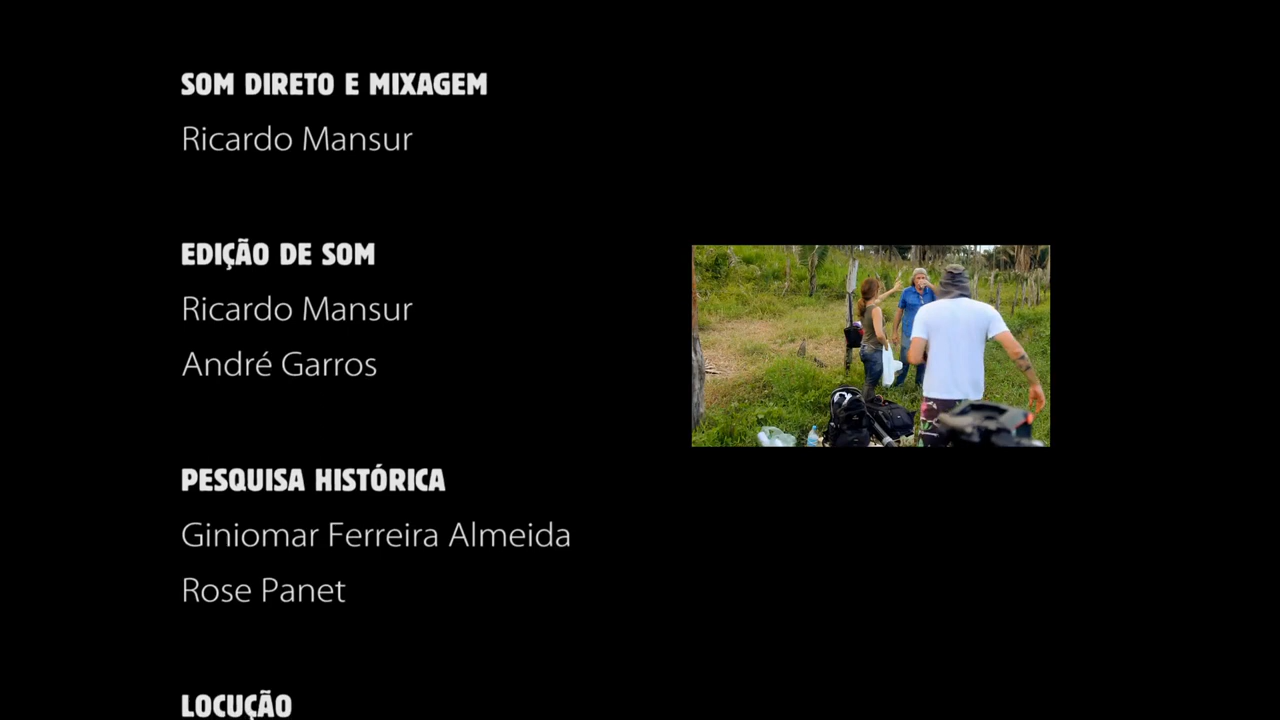 SOM DIRETO E MIXAGEM
Ricardo Mansur
EDIÇÃO DE SOM
Ricardo Mansur
André Garros
PESQUISA HISTÓRICA
Giniomar Ferreira Almeida
Rose Panet
LOCUÇÃO